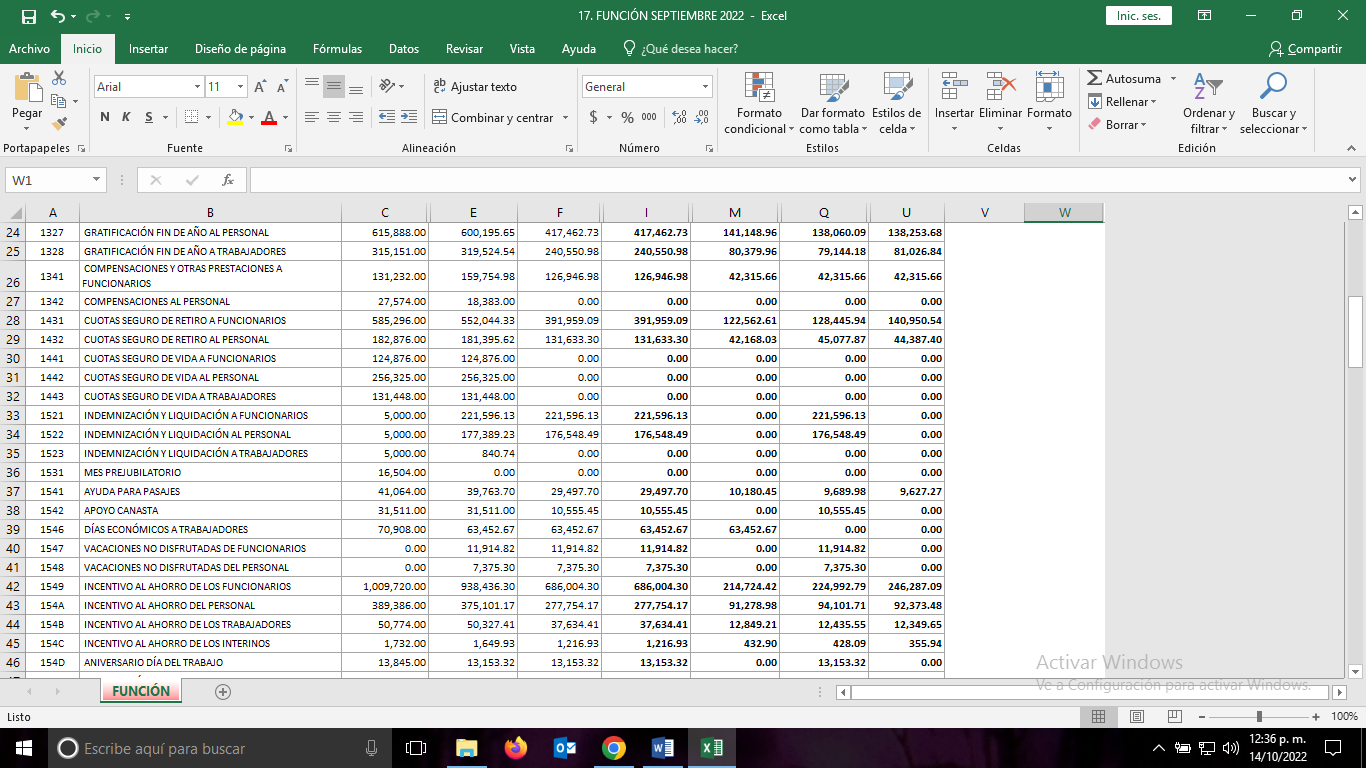 17. FUNCIÓN SEPTIEMBRE 2022 - Excel
Inic. ses.
Archivo Inicio Insertar Diseño de página Fórmulas Datos Revisar Vista Ayuda ¿Qué desea hacer? Compartir
Pegar
Portapapeles
Arial 11
N K S
A A
Fuente
Ajustar texto
Combinar y centrar
Alineación
General
$ % 000
Número
Formato condicional
Dar formato como tabla
Estilos de celda
Estilos
Insertar Eliminar Formato
Celdas
Autosuma
Rellenar
Borrar
Ordenar y filtrar
Buscar y seleccionar
Edición
W1 fx
A B C E F I M Q U V W
24 1327 GRATIFICACIÓN FIN DE AÑO AL PERSONAL 615,888.00 600,195.65 417,462.73 417,462.73 141,148.96 138,060.09 138,253.68
25 1328 GRATIFICACIÓN FIN DE AÑO A TRABAJADORES 315,151.00 319,524.54 240,550.98 240,550.98 80,379.96 79,144.18 81,026.84
26 1341 COMPENSACIONES Y OTRAS PRESTACIONES A FUNCIONARIOS 131,232.00 159,754.98 126,946.98 126,946.98 42,315.66 42,315.66 42,315.66
27 1342 COMPENSACIONES AL PERSONAL 27,574.00 18,383.00 0.00 0.00 0.00 0.00 0.00
28 1431 CUOTAS SEGURO DE RETIRO A FUNCIONARIOS 585,296.00 552,044.33 391,959.09 391,959.09 122,562.61 128,445.94 140,950.54
29 1432 CUOTAS SEGURO DE RETIRO AL PERSONAL 182,876.00 181,395.62 131,633.30 131,633.30 42,168.03 45,077.87 44,387.40
30 1441 CUOTAS SEGURO DE VIDA A FUNCIONARIOS 124,876.00 124,876.00 0.00 0.00 0.00 0.00 0.00
31 1442 CUOTAS SEGURO DE VIDA AL PERSONAL 256,325.00 256,325.00 0.00 0.00 0.00 0.00 0.00
32 1443 CUOTAS SEGURO DE VIDA A TRABAJADORES 131,448.00 131,448.00 0.00 0.00 0.00 0.00 0.00
33 1521 INDEMNIZACIÓN Y LIQUIDACIÓN A FUNCIONARIOS 5,000.00 221,596.13 221,596.13 221,596.13 0.00 221,596.13 0.00
34 1522 INDEMNIZACIÓN Y LIQUIDACIÓN AL PERSONAL 5,000.00 177,389.23 176,548.49 176,548.49 0.00 176,548.49 0.00
35 1523 INDEMNIZACIÓN Y LIQUIDACIÓN A TRABAJADORES 5,000.00 840.74 0.00 0.00 0.00 0.00 0.00
36 1531 MES PREJUBILATORIO 16,504.00 0.00 0.00 0.00 0.00 0.00 0.00
37 1541 AYUDA PARA PASAJES 41,064.00 39,763.70 29,497.70 29,497.70 10,180.45 9,689.98 9,627.27
38 1542 APOYO CANASTA 31,511.00 31,511.00 10,555.45 10,555.45 0.00 10,555.45 0.00
39 1546 DÍAS ECONÓMICOS A TRABAJADORES 70,908.00 63,452.67 63,452.67 63,452.67 63,452.67 0.00 0.00
40 1547 VACACIONES NO DISFRUTADAS DE FUNCIONARIOS 0.00 11,914.82 11,914.82 11,914.82 0.00 11,914.82 0.00
41 1548 VACACIONES NO DISFRUTADAS DEL PERSONAL 0.00 7,375.30 7,375.30 7,375.30 0.00 7,375.30 0.00
42 1549 INCENTIVO AL AHORRO DE LOS FUNCIONARIOS 1,009,720.00 938,436.30 686,004.30 686,004.30 214,724.42 224,992.79 246,287.09
43 154A INCENTIVO AL AHORRO DEL PERSONAL 389,386.00 375,101.17 277,754.17 277,754.17 91,278.98 94,101.71 92,373.48
44 154B INCENTIVO AL AHORRO DE LOS TRABAJADORES 50,774.00 50,327.41 37,634.41 37,634.41 12,849.21 12,435.55 12,349.65
45 154C INCENTIVO AL AHORRO DE LOS INTERINOS 1,732.00 1,649.93 1,216.93 1,216.93 432.90 428.09 355.94
46 154D ANIVERSARIO DÍA DEL TRABAJO 13,845.00 13,153.32 13,153.32 13,153.32 0.00 13,153.32 0.00
Activar Windows
Ve a Configuración para activar Windows.
FUNCIÓN
Listo 100%
Escribe aquí para buscar
12:36 p. m.
14/10/2022